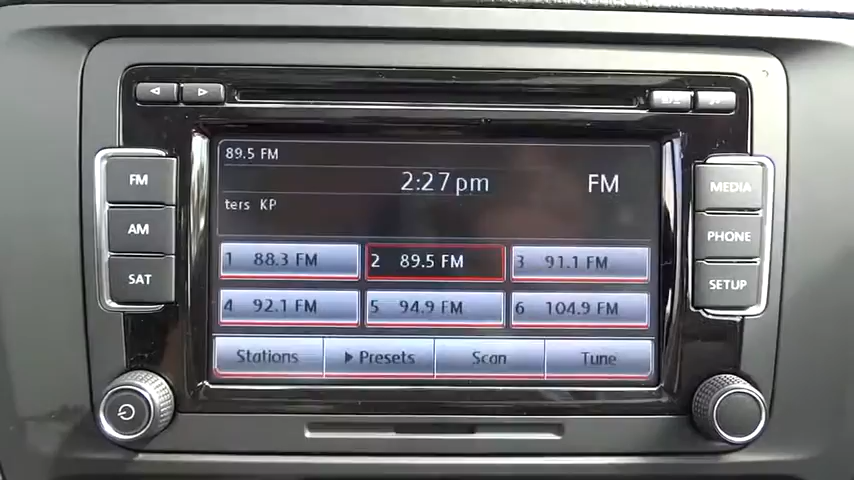 89.5 FM
2:27 pm
FM
ters KP
FM
AM
SAT
MEDIA
PHONE
SETUP
1 88.3 FM
2 89.5 FM
3 91.1 FM
4 92.1 FM
5 94.9 FM
6 104.9 FM
Stations
Presets
Scan
Tune